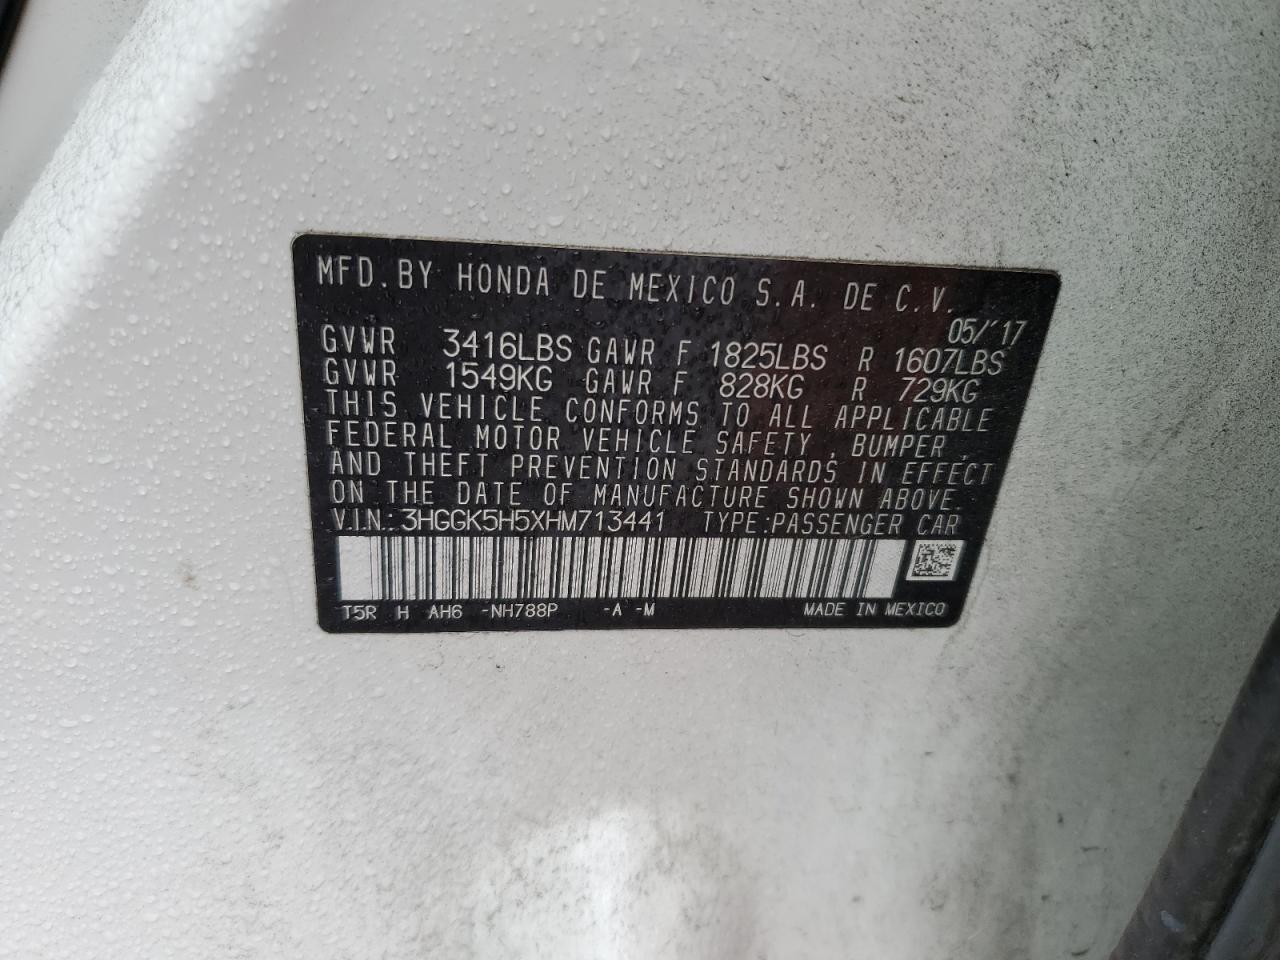 MFD. BY HONDA DE MEXICO S.A. DE C.V.
05/'17
GVWR 3416LBS GAWR F 1825LBS R 1607LBS
GVWR 1549KG GAWR F 828KG R 729KG
THIS VEHICLE CONFORMS TO ALL APPLICABLE
FEDERAL MOTOR VEHICLE SAFETY , BUMPER ,
AND THEFT PREVENTION STANDARDS IN EFFECT
ON THE DATE OF MANUFACTURE SHOWN ABOVE.
V.I.N.: 3HGGK5H5XHM713441 TYPE:PASSENGER CAR
T5R H AH6 -NH788P -A -M MADE IN MEXICO